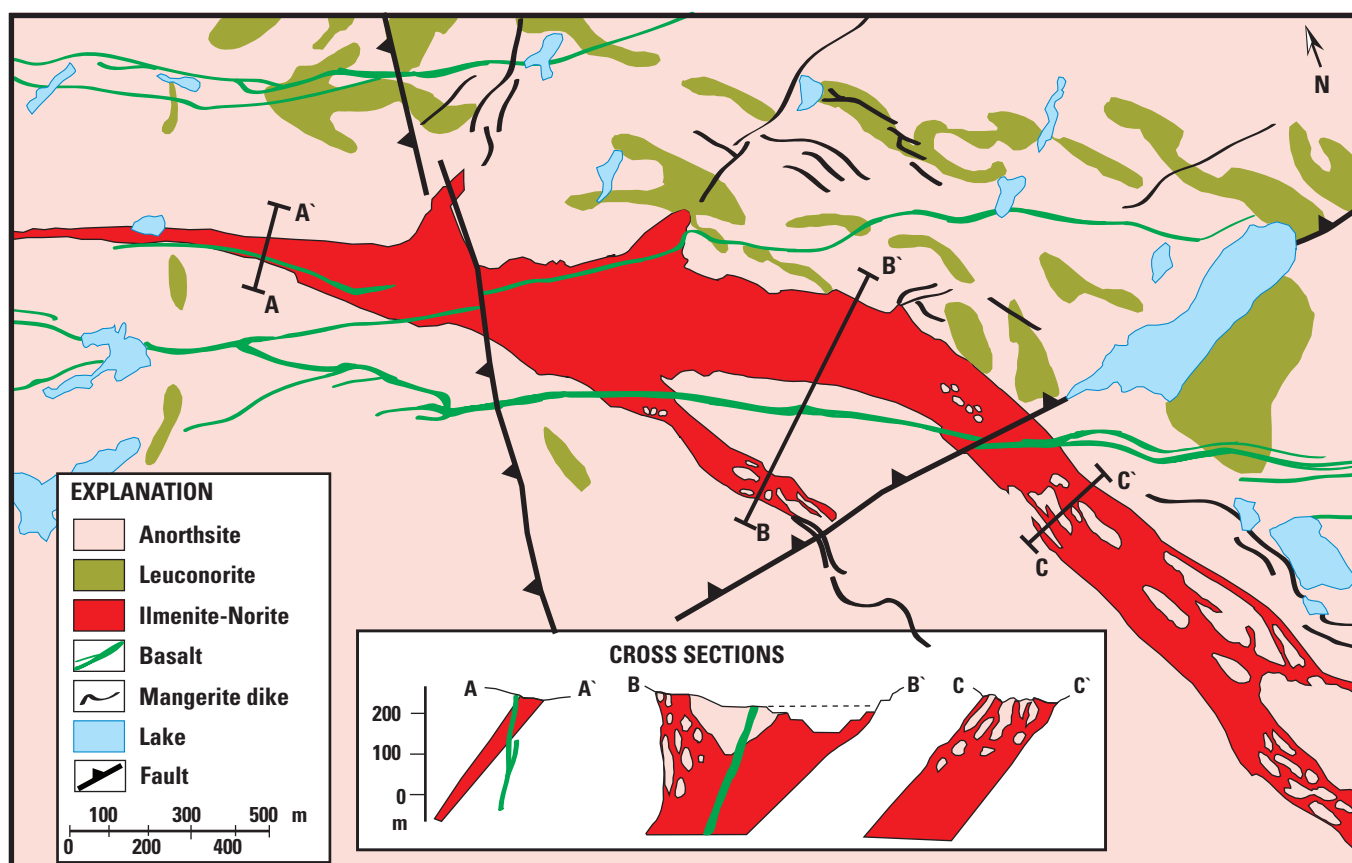 N
A`
A
B`
B
C`
C
EXPLANATION
Anorthsite
Leuconorite
Ilmenite-Norite
Basalt
Mangerite dike
Lake
Fault
100 300 500 m
0 200 400
CROSS SECTIONS
A A` B B` C C`
200
100
0
m